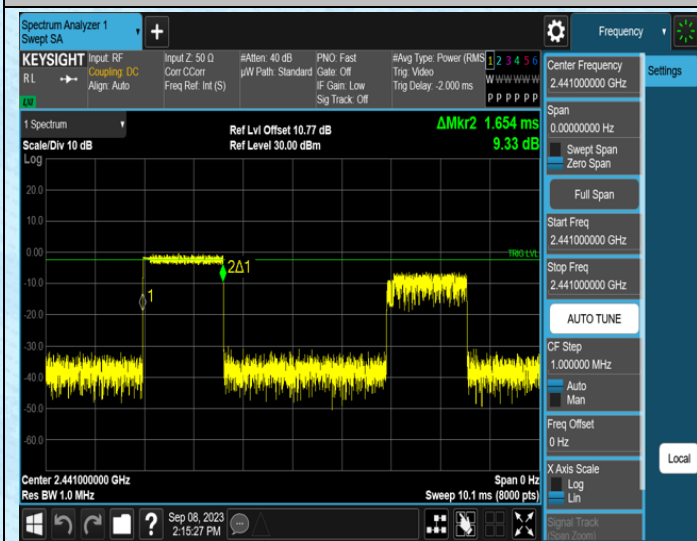 Spectrum Analyzer 1
Swept SA
+
Frequency
KEYSIGHT
RL
LXI
Input: RF
Coupling: DC
Align: Auto
Input Z: 50 Ω
Corr CCorr
Freq Ref: Int (S)
#Atten: 40 dB
µW Path: Standard
PNO: Fast
Gate: Off
IF Gain: Low
Sig Track: Off
#Avg Type: Power (RMS
Trig: Video
Trig Delay: -2.000 ms
1 2 3 4 5 6
W W W W W W
P P P P P P
1 Spectrum
Scale/Div 10 dB
Log
Ref Lvl Offset 10.77 dB
Ref Level 30.00 dBm
ΔMkr2 1.654 ms
9.33 dB
20.0
10.0
0.00
-10.0
-20.0
-30.0
-40.0
-50.0
-60.0
TRIG LVL
2Δ1
1
Center 2.441000000 GHz
Res BW 1.0 MHz
Span 0 Hz
Sweep 10.1 ms (8000 pts)
?
Sep 08, 2023
2:15:27 PM
Center Frequency
2.441000000 GHz
Span
0.00000000 Hz
Swept Span
Zero Span
Full Span
Start Freq
2.441000000 GHz
Stop Freq
2.441000000 GHz
AUTO TUNE
CF Step
1.000000 MHz
Auto
Man
Freq Offset
0 Hz
X Axis Scale
Log
Lin
Signal Track
(Span Zoom)
Settings
Local